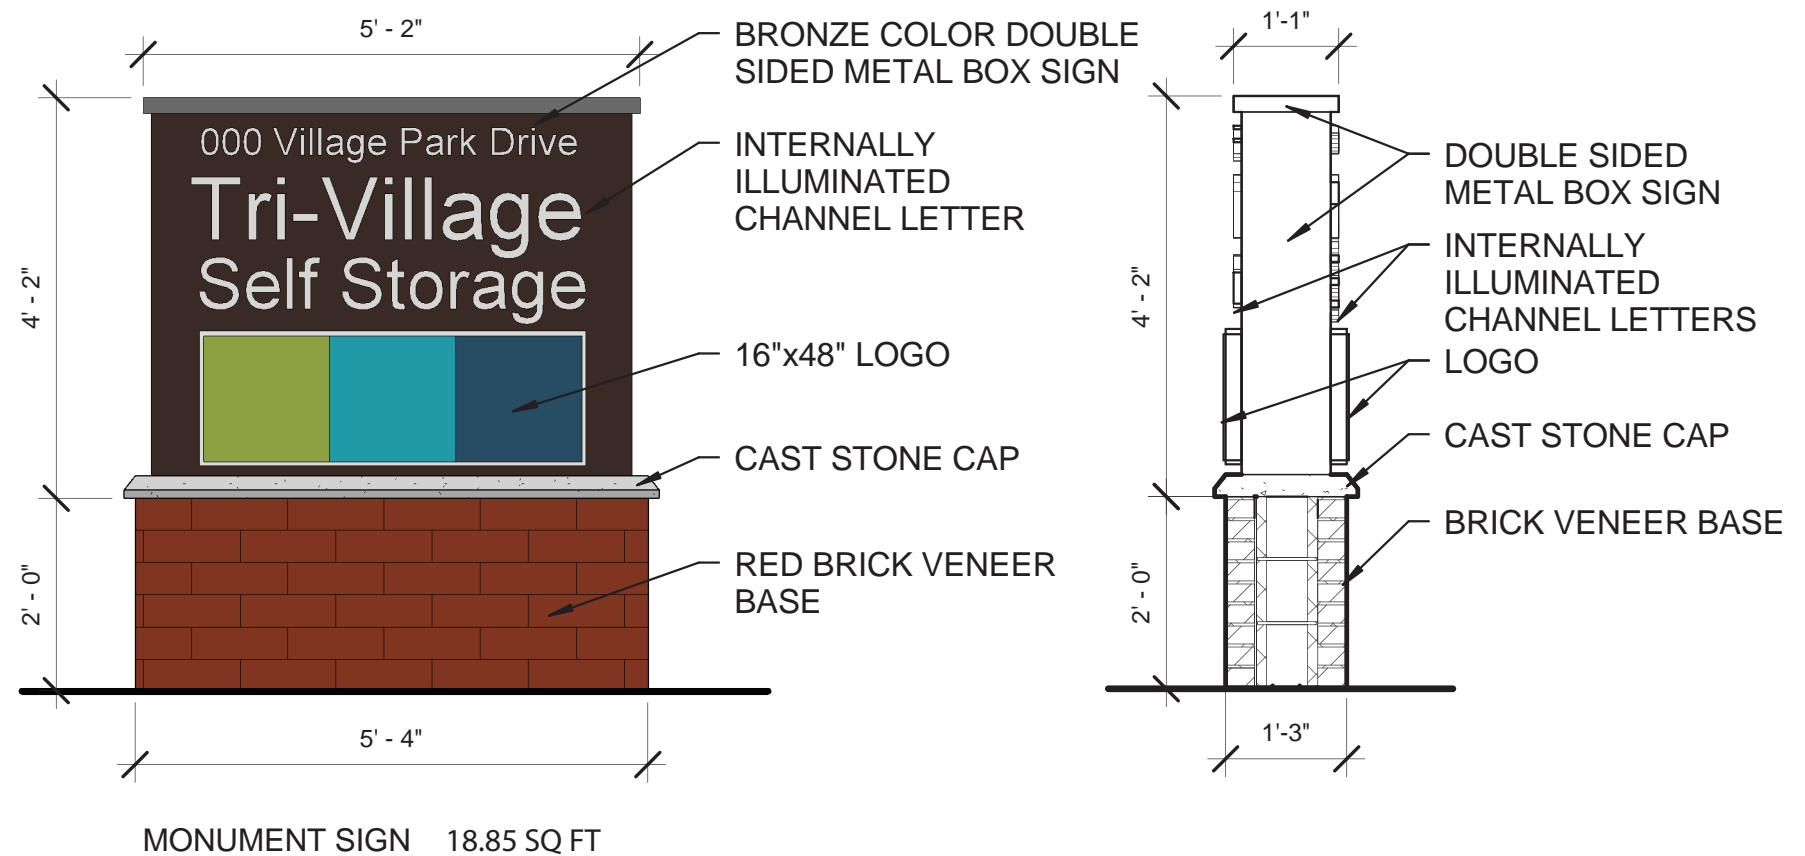 5' - 2"
BRONZE COLOR DOUBLE
SIDED METAL BOX SIGN
000 Village Park Drive
Tri-Village
Self Storage
INTERNALLY
ILLUMINATED
CHANNEL LETTER
4' - 2"
16"x48" LOGO
CAST STONE CAP
2' - 0"
RED BRICK VENEER
BASE
5' - 4"
MONUMENT SIGN 18.85 SQ FT
1'-1"
DOUBLE SIDED
METAL BOX SIGN
4' - 2"
INTERNALLY
ILLUMINATED
CHANNEL LETTERS
LOGO
CAST STONE CAP
BRICK VENEER BASE
2' - 0"
1'-3"